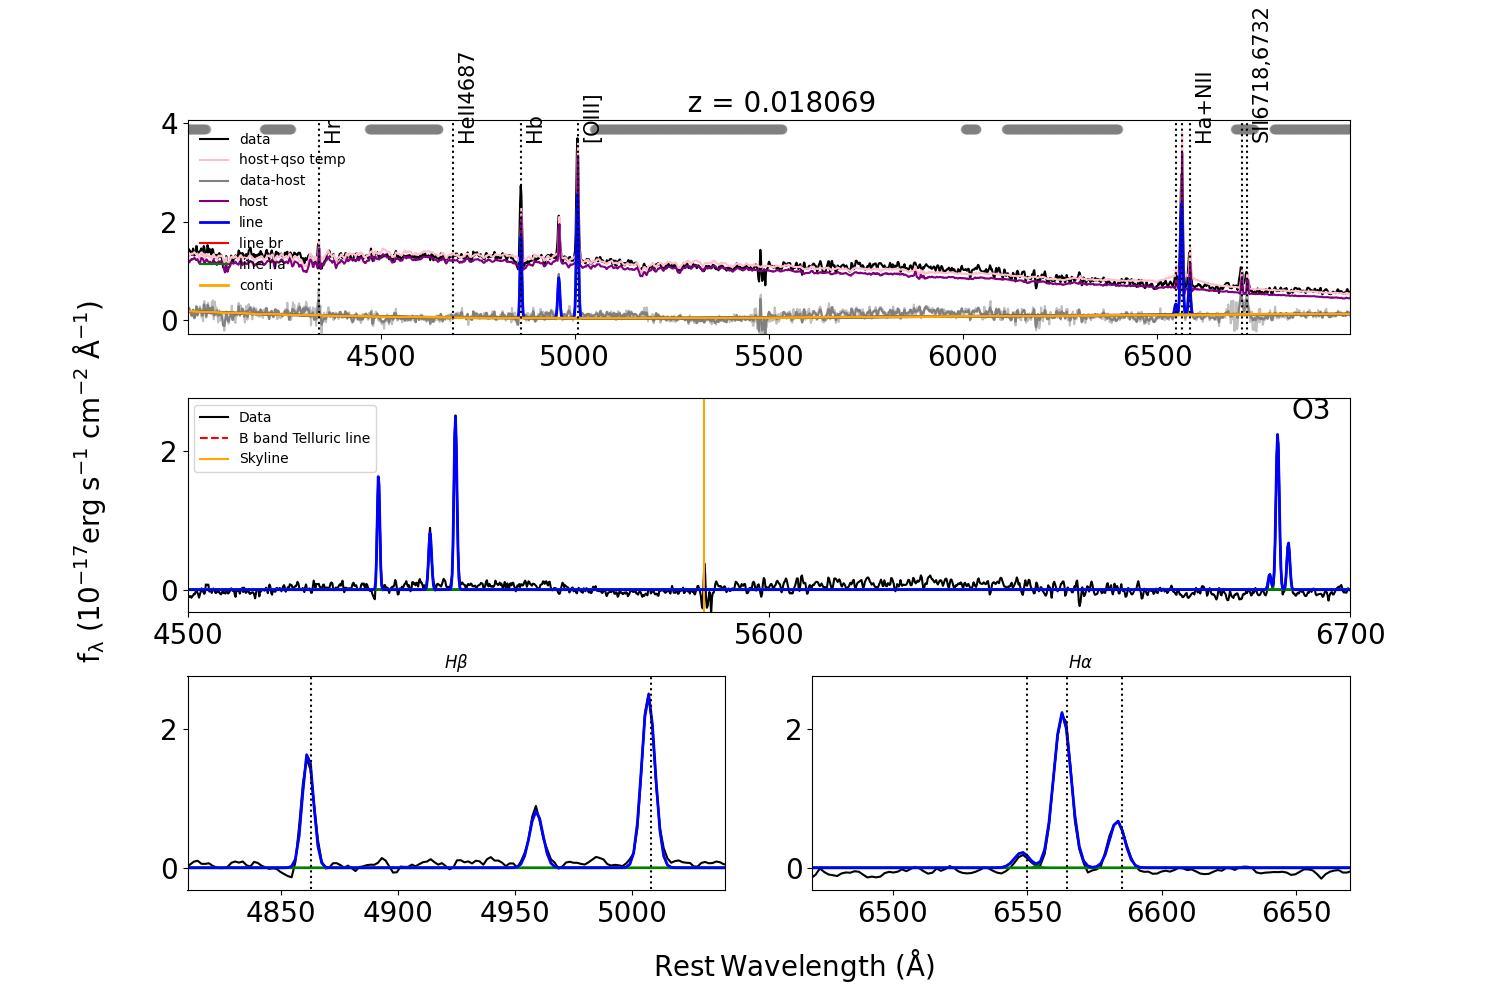 z = 0.018069
Hr
HeII4687
Hb
[OIII]
Ha+NII
SII6718,6732
data
host+qso temp
data-host
host
line
line br
line na
conti
4
2
0
4500 5000 5500 6000 6500
fλ (10−17erg s−1 cm−2 Å−1)
O3
Data
B band Telluric line
Skyline
2
0
4500 5600 6700
Hβ
2
0
4850 4900 4950 5000
Hα
2
0
6500 6550 6600 6650
Rest Wavelength (Å)